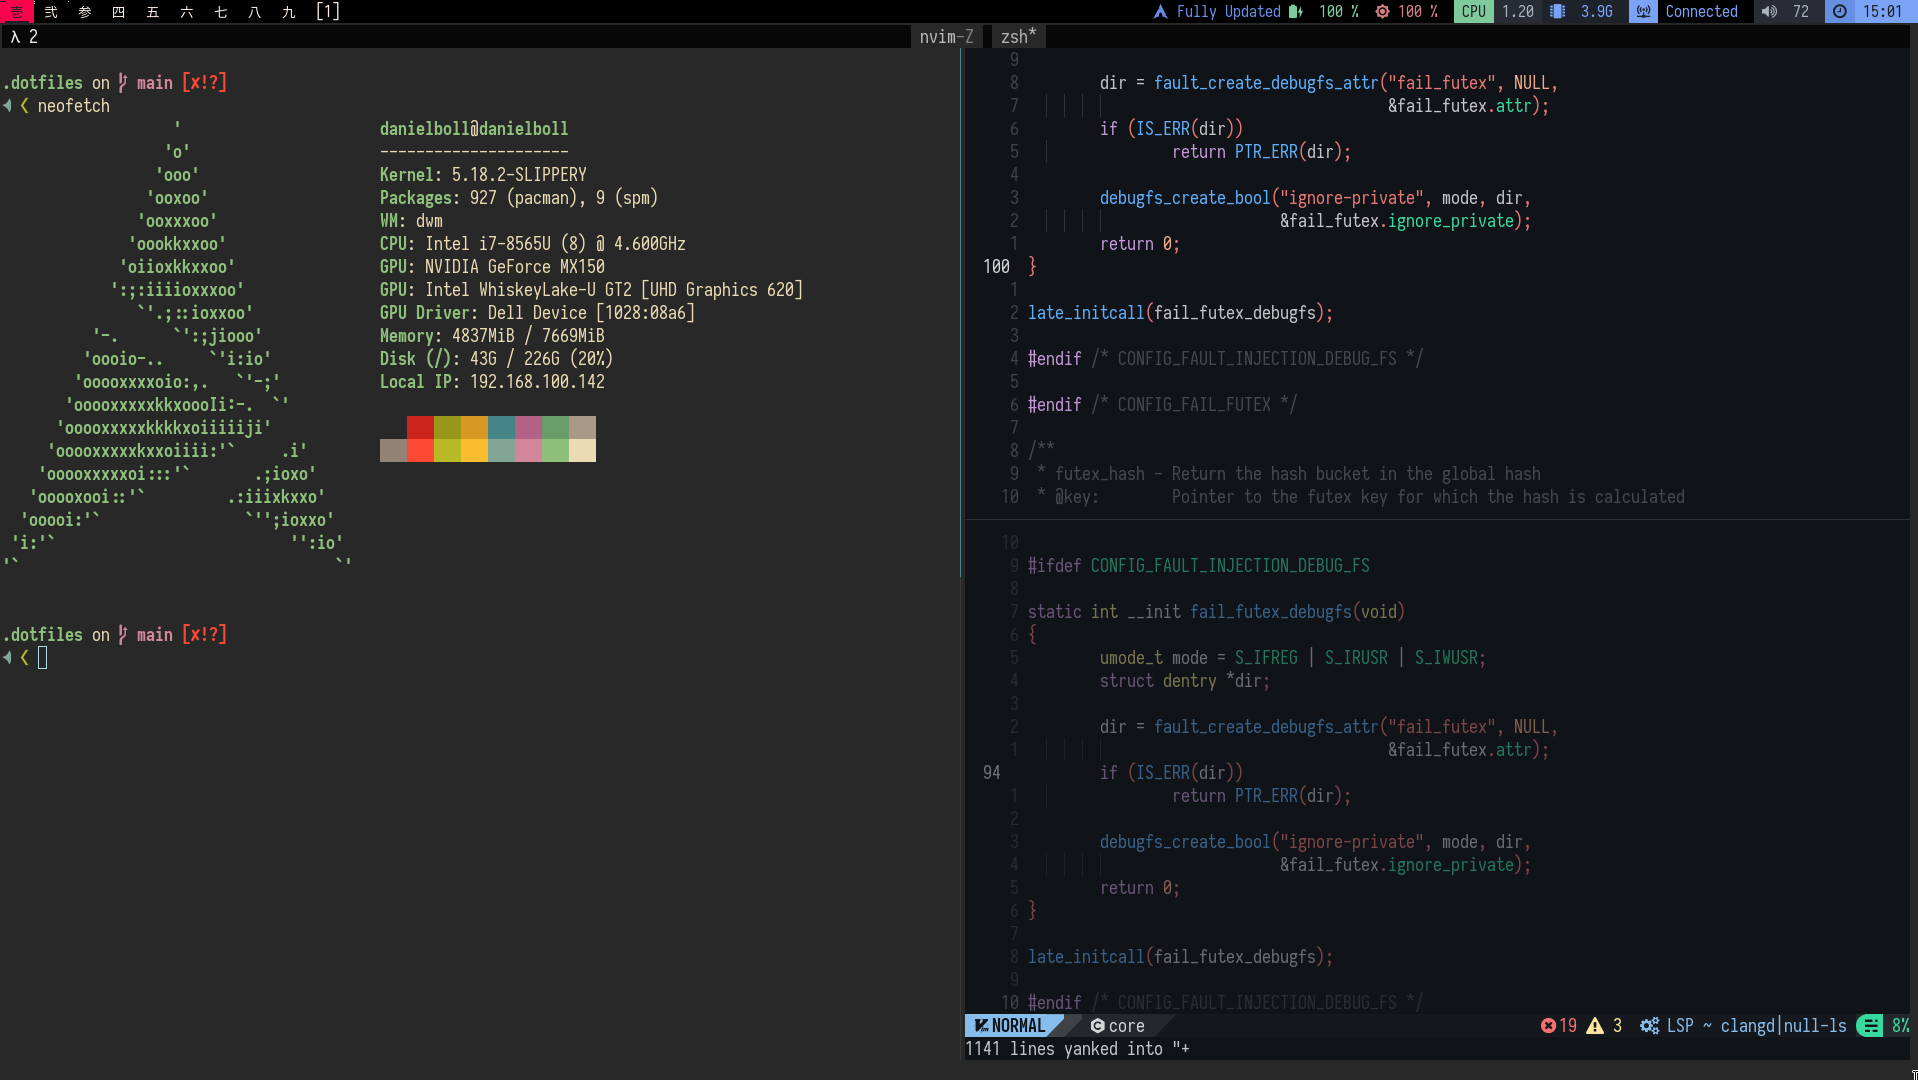 壱 弐 参 四 五 六 七 八 九 [1] Fully Updated 100 % 100 % CPU 1.20 3.9G Connected 72 15:01
λ 2 nvim-Z zsh*
.dotfiles on main [x!?]
❮ neofetch
'
'o'
'ooo'
'ooxoo'
'ooxxxoo'
'oookkxxoo'
'oiioxkkxxoo'
':;:iiiioxxxoo'
`'.;::ioxxoo'
'-. `':;jiooo'
'oooio-.. `'i:io'
'ooooxxxxoio:,. `'-;'
'ooooxxxxxkkxoooIi:-. `'
'ooooxxxxxkkkkxoiiiiiji'
'ooooxxxxxkxxoiiii:'` .i'
'ooooxxxxxoi:::'` .;ioxo'
'ooooxooi::'` .:iiixkxxo'
'ooooi:'` `'';ioxxo'
'i:'` '':io'
'` `'
danielboll@danielboll
---------------------
Kernel: 5.18.2-SLIPPERY
Packages: 927 (pacman), 9 (spm)
WM: dwm
CPU: Intel i7-8565U (8) @ 4.600GHz
GPU: NVIDIA GeForce MX150
GPU: Intel WhiskeyLake-U GT2 [UHD Graphics 620]
GPU Driver: Dell Device [1028:08a6]
Memory: 4837MiB / 7669MiB
Disk (/): 43G / 226G (20%)
Local IP: 192.168.100.142
.dotfiles on main [x!?]
❮
9
8 dir = fault_create_debugfs_attr("fail_futex", NULL,
7 &fail_futex.attr);
6 if (IS_ERR(dir))
5 return PTR_ERR(dir);
4
3 debugfs_create_bool("ignore-private", mode, dir,
2 &fail_futex.ignore_private);
1 return 0;
100 }
1
2 late_initcall(fail_futex_debugfs);
3
4 #endif /* CONFIG_FAULT_INJECTION_DEBUG_FS */
5
6 #endif /* CONFIG_FAIL_FUTEX */
7
8 /**
9 * futex_hash - Return the hash bucket in the global hash
10 * @key: Pointer to the futex key for which the hash is calculated
10
9 #ifdef CONFIG_FAULT_INJECTION_DEBUG_FS
8
7 static int __init fail_futex_debugfs(void)
6 {
5 umode_t mode = S_IFREG | S_IRUSR | S_IWUSR;
4 struct dentry *dir;
3
2 dir = fault_create_debugfs_attr("fail_futex", NULL,
1 &fail_futex.attr);
94 if (IS_ERR(dir))
1 return PTR_ERR(dir);
2
3 debugfs_create_bool("ignore-private", mode, dir,
4 &fail_futex.ignore_private);
5 return 0;
6 }
7
8 late_initcall(fail_futex_debugfs);
9
10 #endif /* CONFIG_FAULT_INJECTION_DEBUG_FS */
NORMAL core 19 3 LSP ~ clangd|null-ls 8%
1141 lines yanked into "+